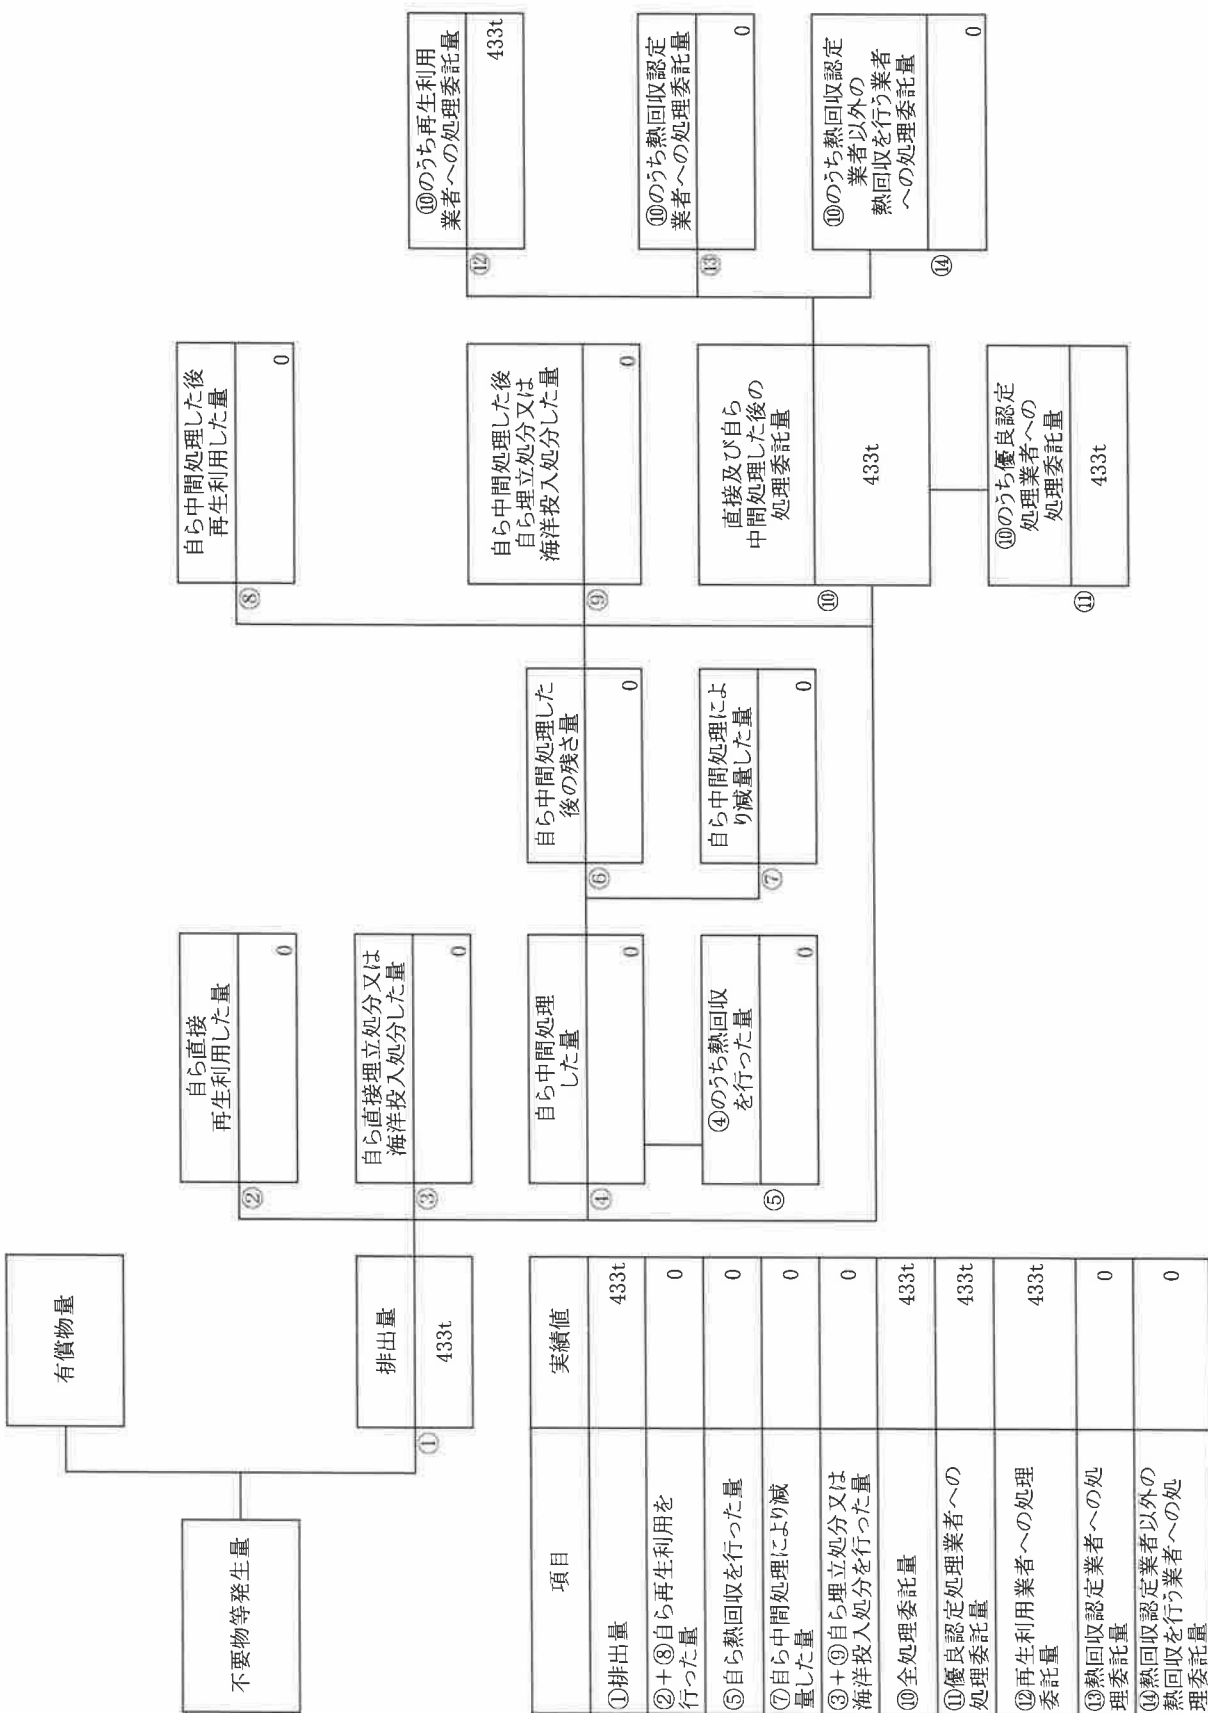 不要物等発生量
有償物量
①
排出量
433t
②
自ら直接
再生利用した量
0
③
自ら直接埋立処分又は
海洋投入処分した量
0
④
自ら中間処理
した量
0
⑤
④のうち熱回収
を行った量
0
⑥
自ら中間処理した
後の残さ量
0
⑦
自ら中間処理によ
り減量した量
0
⑧
自ら中間処理した後
再生利用した量
0
⑨
自ら中間処理した後
自ら埋立処分又は
海洋投入処分した量
0
⑩
直接及び自ら
中間処理した後の
処理委託量
433t
⑪
⑩のうち優良認定
処理業者への
処理委託量
433t
⑫
⑩のうち再生利用
業者への処理委託量
433t
⑬
⑩のうち熱回収認定
業者への処理委託量
0
⑭
⑩のうち熱回収認定
業者以外の
熱回収を行う業者
への処理委託量
0
項目 実績値
①排出量 433t
②+⑧自ら再生利用を
行った量 0
⑤自ら熱回収を行った量 0
⑦自ら中間処理により減
量した量 0
③+⑨自ら埋立処分又は
海洋投入処分を行った量 0
⑩全処理委託量 433t
⑪優良認定処理業者への
処理委託量 433t
⑫再生利用業者への処理
委託量 433t
⑬熱回収認定業者への処
理委託量 0
⑭熱回収認定業者以外の
熱回収を行う業者への処
理委託量 0